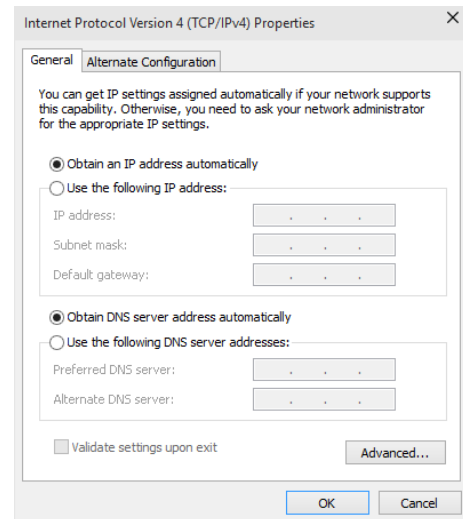 Internet Protocol Version 4 (TCP/IPv4) Properties
General
Alternate Configuration
You can get IP settings assigned automatically if your network supports
this capability. Otherwise, you need to ask your network administrator
for the appropriate IP settings.
Obtain an IP address automatically
Use the following IP address:
IP address:
Subnet mask:
Default gateway:
Obtain DNS server address automatically
Use the following DNS server addresses:
Preferred DNS server:
Alternate DNS server:
Validate settings upon exit
Advanced...
OK
Cancel